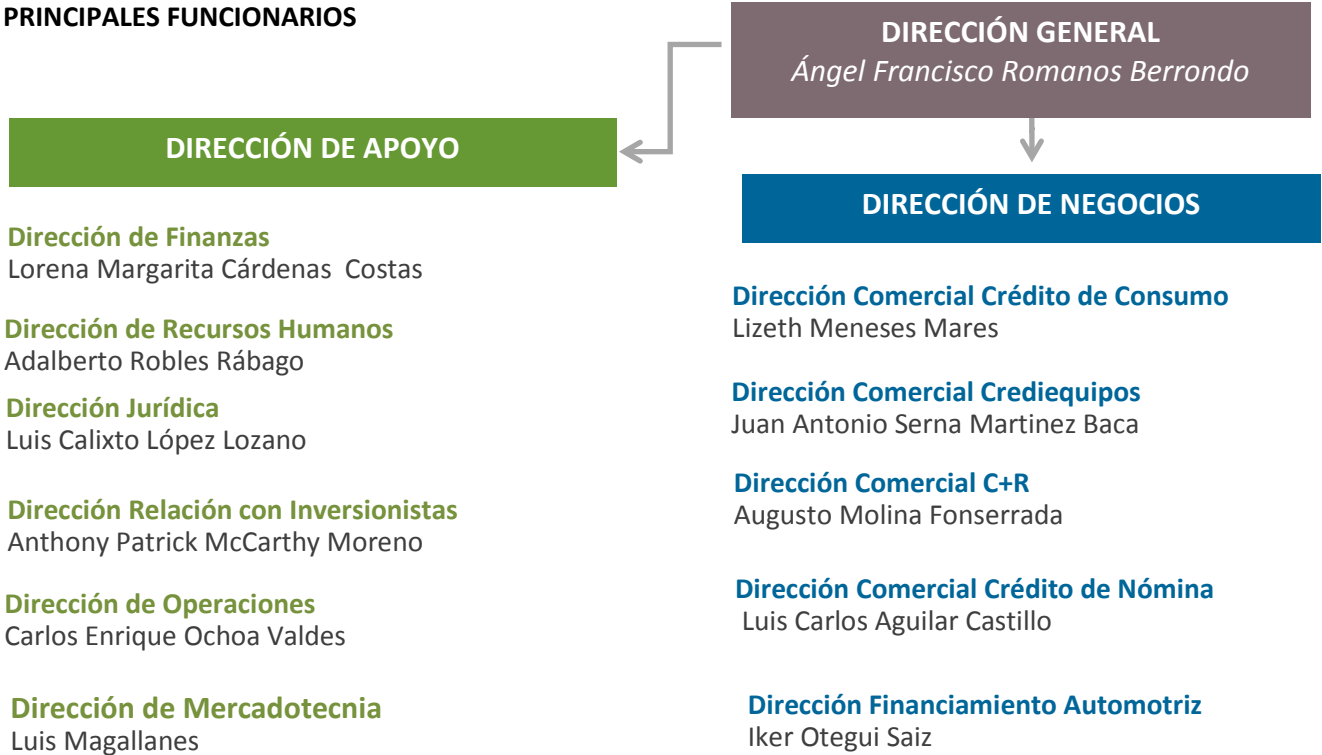 PRINCIPALES FUNCIONARIOS
DIRECCIÓN GENERAL
Ángel Francisco Romanos Berrondo
DIRECCIÓN DE APOYO
Dirección de Finanzas
Lorena Margarita Cárdenas  Costas
Dirección de Recursos Humanos
Adalberto Robles Rábago
Dirección Jurídica
Luis Calixto López Lozano
Dirección Relación con Inversionistas
Anthony Patrick McCarthy Moreno
Dirección de Operaciones
Carlos Enrique Ochoa Valdes
Dirección de Mercadotecnia
Luis Magallanes
DIRECCIÓN DE NEGOCIOS
Dirección Comercial Crédito de Consumo
Lizeth Meneses Mares
Dirección Comercial Crediequipos
Juan Antonio Serna Martinez Baca
Dirección Comercial C+R
Augusto Molina Fonserrada
Dirección Comercial Crédito de Nómina
Luis Carlos Aguilar Castillo
Dirección Financiamiento Automotriz
Iker Otegui Saiz